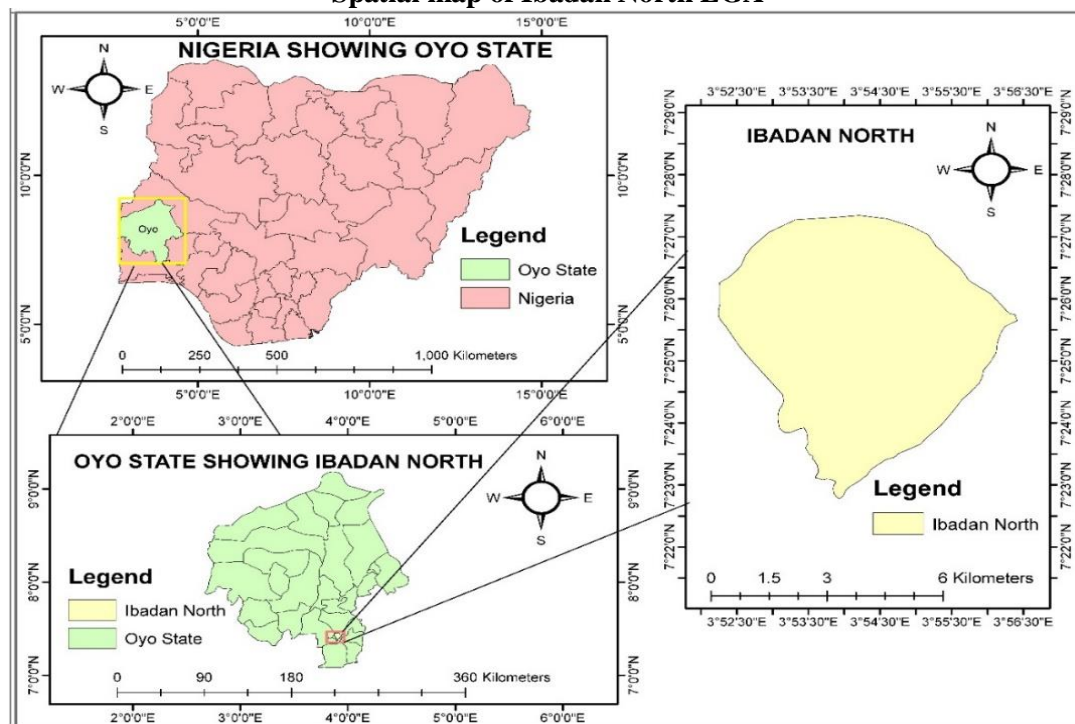 Spatial map of Ibadan North LGA
5°0'0"E 10°0'0"E 15°0'0"E
NIGERIA SHOWING OYO STATE
N
W E
S
10°0'0"N
10°0'0"N
Oyo
Legend
Oyo State
Nigeria
5°0'0"N
5°0'0"N
0 250 500 1,000 Kilometers
5°0'0"E 10°0'0"E 15°0'0"E
2°0'0"E 3°0'0"E 4°0'0"E 5°0'0"E 6°0'0"E
OYO STATE SHOWING IBADAN NORTH
N
W E
S
9°0'0"N
9°0'0"N
8°0'0"N
8°0'0"N
7°0'0"N
7°0'0"N
Legend
Ibadan North
Oyo State
0 90 180 360 Kilometers
2°0'0"E 3°0'0"E 4°0'0"E 5°0'0"E 6°0'0"E
3°52'30"E 3°53'30"E 3°54'30"E 3°55'30"E 3°56'30"E
IBADAN NORTH
N
W E
S
7°29'0"N
7°29'0"N
7°28'0"N
7°28'0"N
7°27'0"N
7°27'0"N
7°26'0"N
7°26'0"N
7°25'0"N
7°25'0"N
7°24'0"N
7°24'0"N
7°23'0"N
7°23'0"N
7°22'0"N
7°22'0"N
Legend
Ibadan North
0 1.5 3 6 Kilometers
3°52'30"E 3°53'30"E 3°54'30"E 3°55'30"E 3°56'30"E